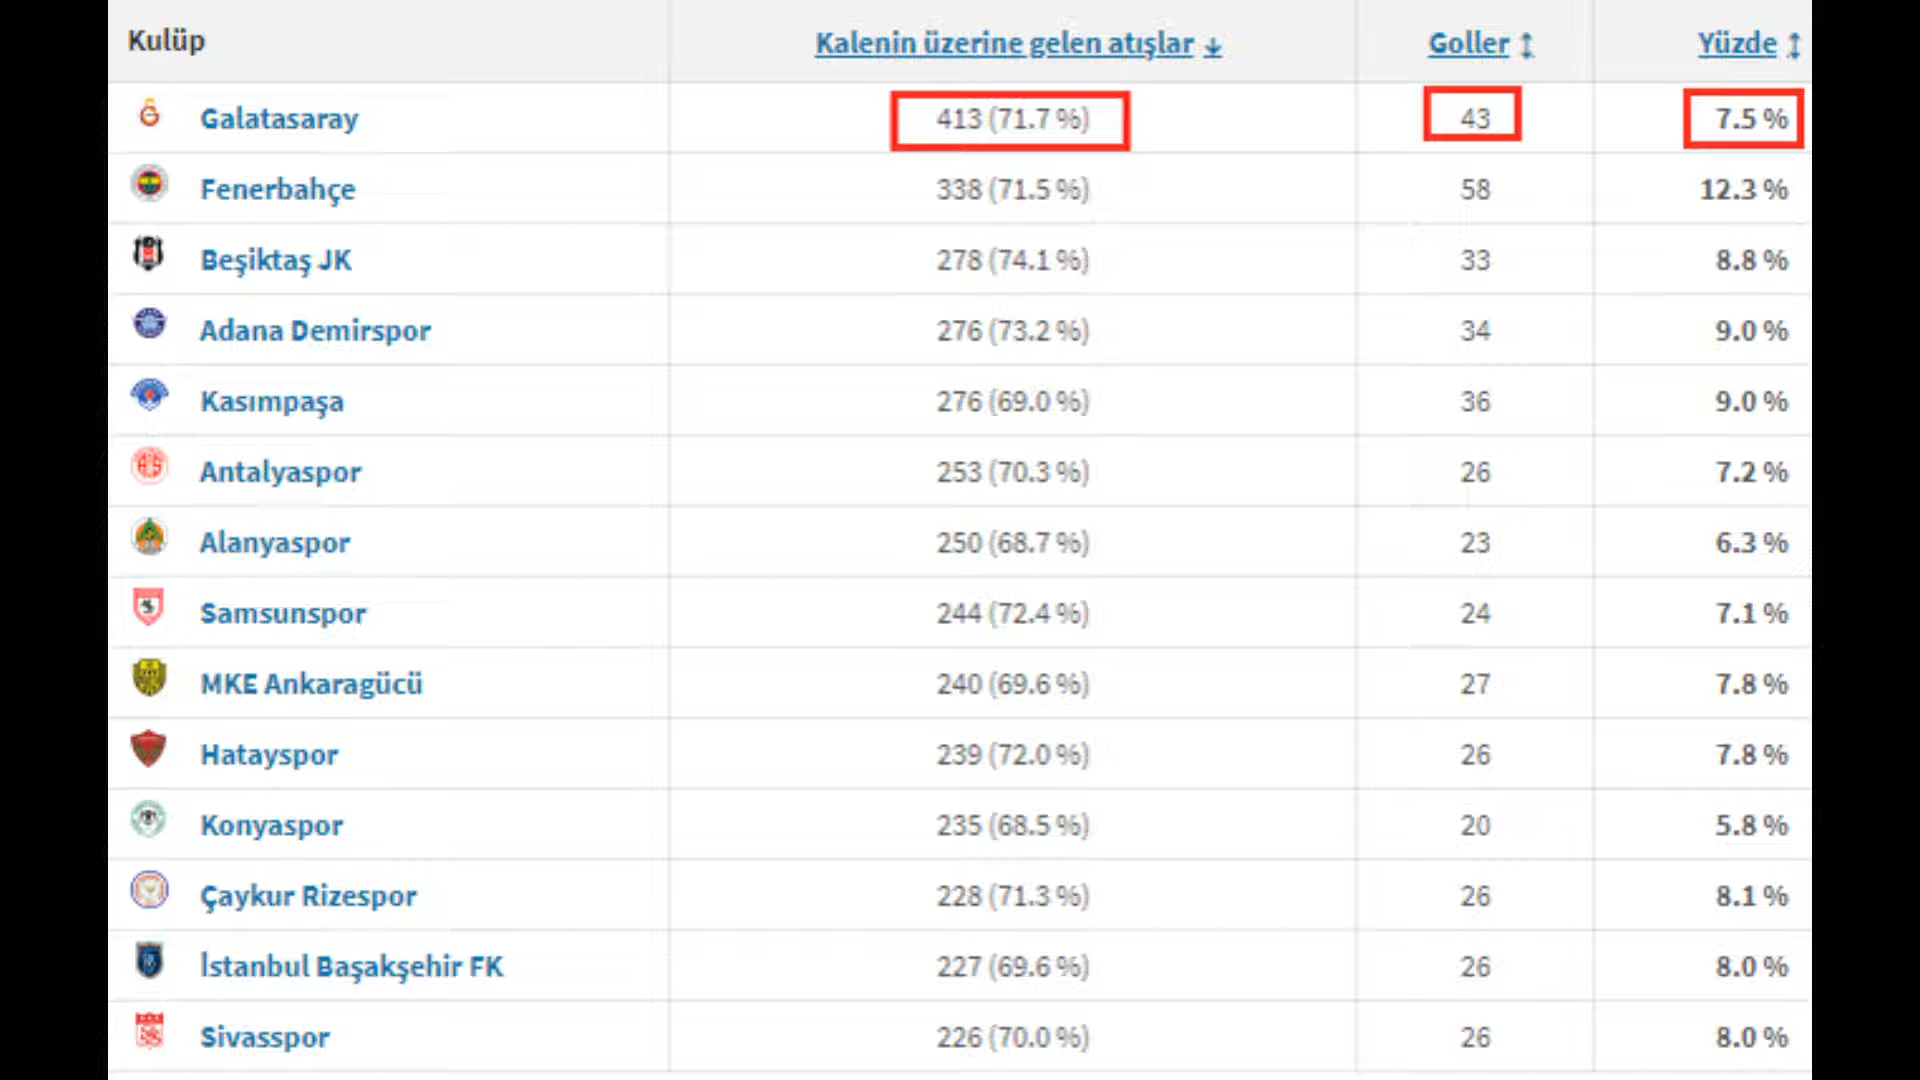 Kulüp Kalenin üzerine gelen atışlar ↓ Goller ↕ Yüzde ↕
Galatasaray 413 (71.7 %) 43 7.5 %
Fenerbahçe 338 (71.5 %) 58 12.3 %
Beşiktaş JK 278 (74.1 %) 33 8.8 %
Adana Demirspor 276 (73.2 %) 34 9.0 %
Kasımpaşa 276 (69.0 %) 36 9.0 %
Antalyaspor 253 (70.3 %) 26 7.2 %
Alanyaspor 250 (68.7 %) 23 6.3 %
Samsunspor 244 (72.4 %) 24 7.1 %
MKE Ankaragücü 240 (69.6 %) 27 7.8 %
Hatayspor 239 (72.0 %) 26 7.8 %
Konyaspor 235 (68.5 %) 20 5.8 %
Çaykur Rizespor 228 (71.3 %) 26 8.1 %
İstanbul Başakşehir FK 227 (69.6 %) 26 8.0 %
Sivasspor 226 (70.0 %) 26 8.0 %